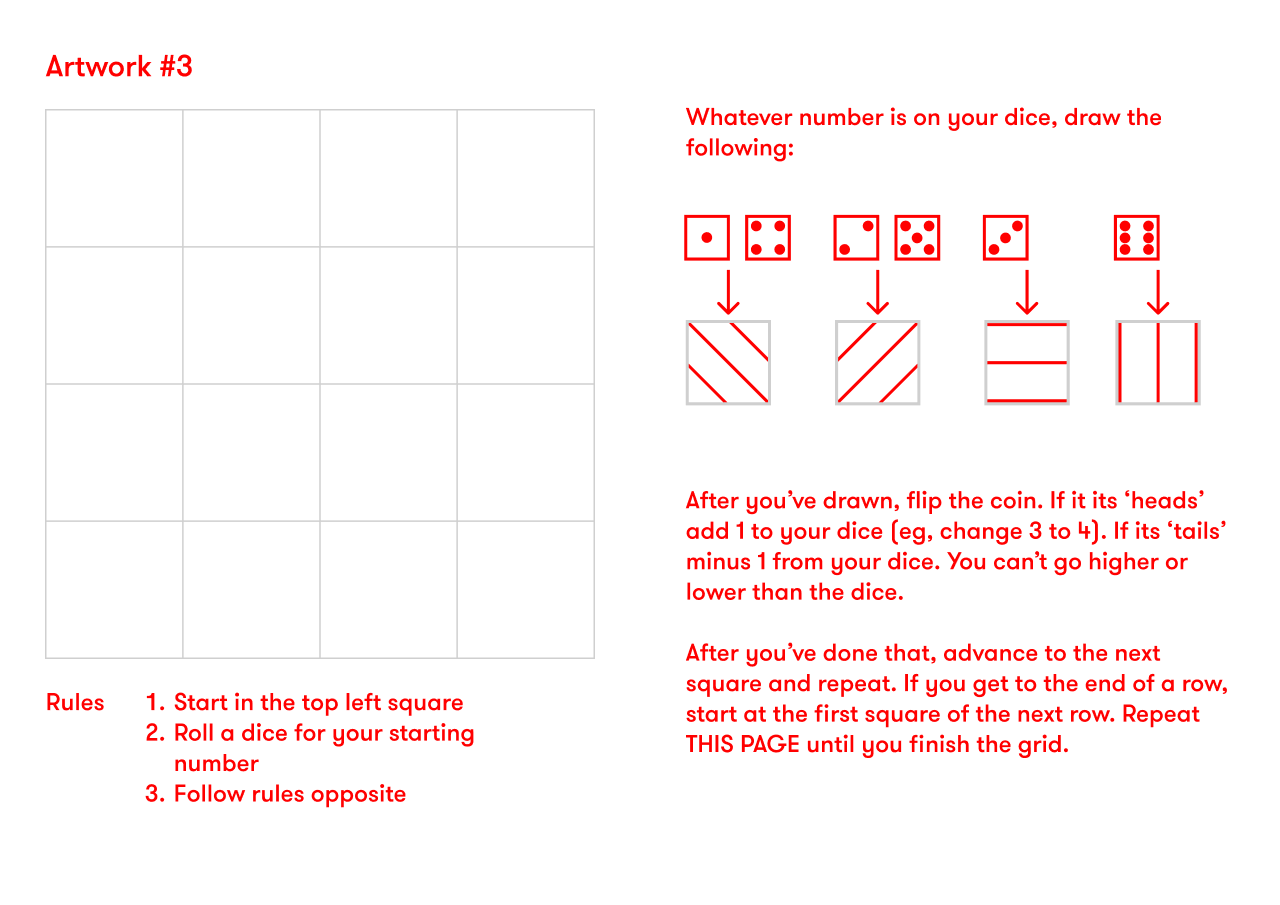 Artwork #3
Rules
1. Start in the top left square
2. Roll a dice for your starting
number
3. Follow rules opposite
Whatever number is on your dice, draw the
following:
After you’ve drawn, flip the coin. If it its ‘heads’
add 1 to your dice (eg, change 3 to 4). If its ‘tails’
minus 1 from your dice. You can’t go higher or
lower than the dice.
After you’ve done that, advance to the next
square and repeat. If you get to the end of a row,
start at the first square of the next row. Repeat
THIS PAGE until you finish the grid.